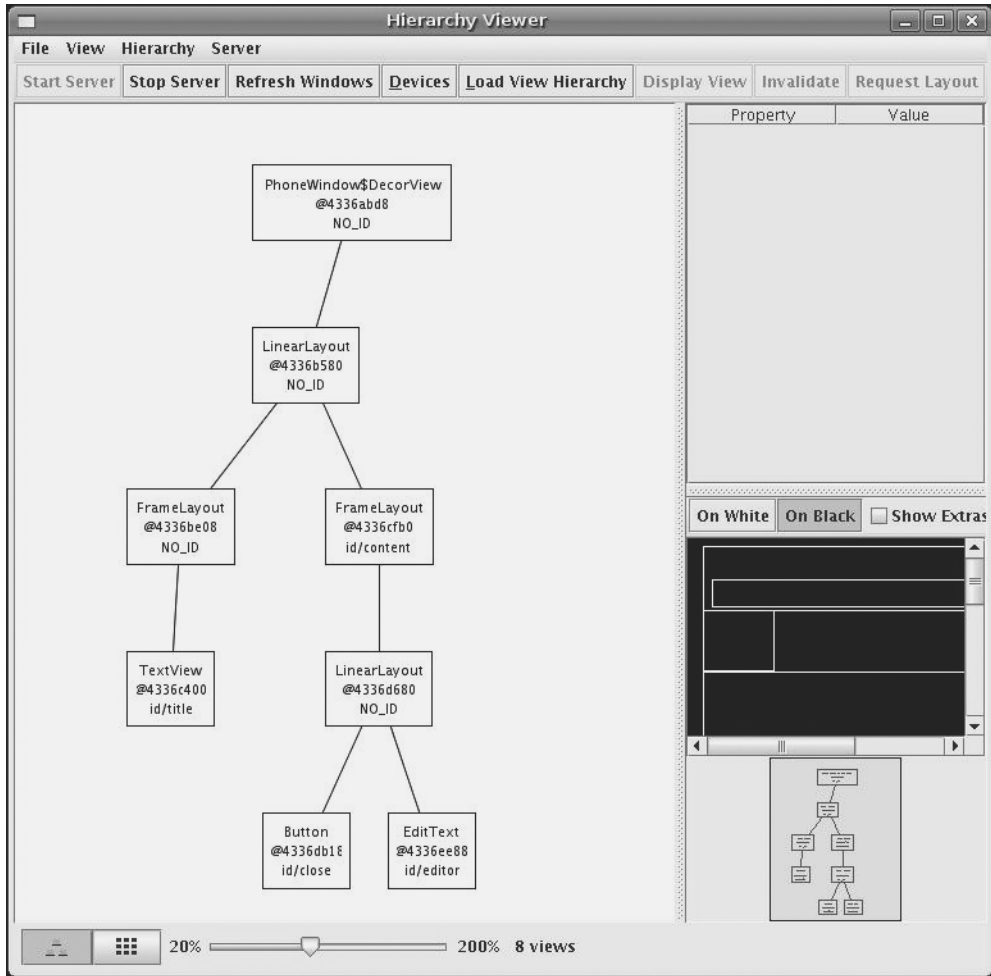 Hierarchy Viewer
File View Hierarchy Server
Start Server Stop Server Refresh Windows Devices Load View Hierarchy Display View Invalidate Request Layout
Property Value
PhoneWindow$DecorView
@4336abd8
NO_ID
LinearLayout
@4336b580
NO_ID
FrameLayout
@4336be08
NO_ID
FrameLayout
@4336cfb0
id/content
TextView
@4336c400
id/title
LinearLayout
@4336d680
NO_ID
Button
@4336db18
id/close
EditText
@4336ee88
id/editor
On White On Black Show Extras
20% 200% 8 views